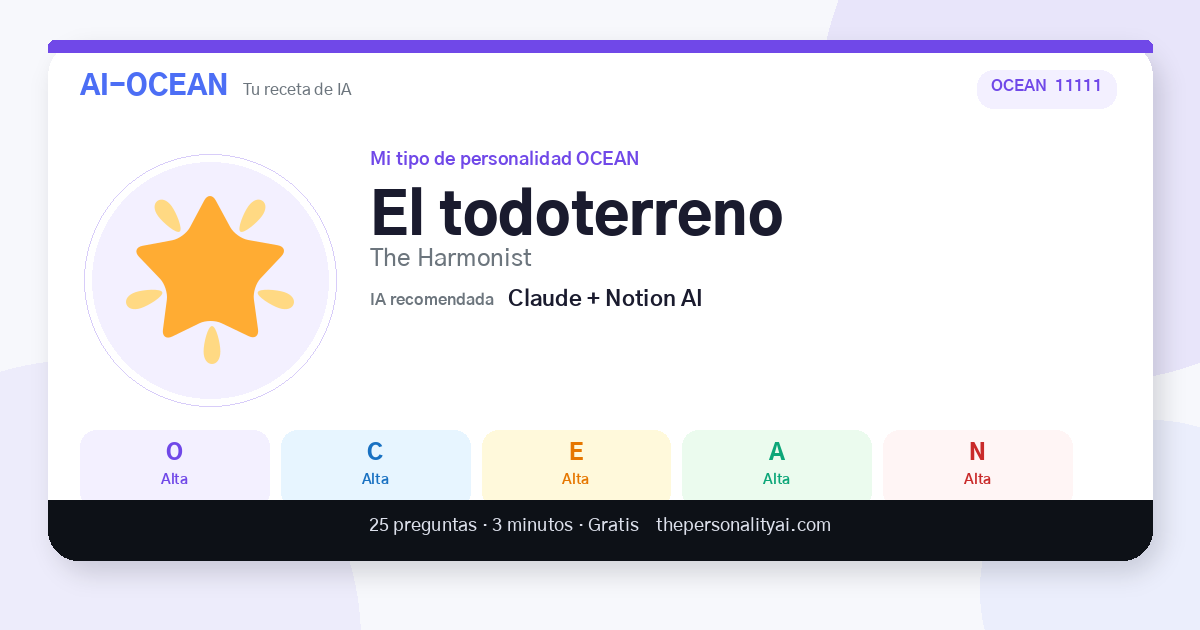 AI-OCEAN Tu receta de IA
OCEAN 11111
Mi tipo de personalidad OCEAN
El todoterreno
The Harmonist
IA recomendada Claude + Notion AI
O
Alta
C
Alta
E
Alta
A
Alta
N
Alta
25 preguntas · 3 minutos · Gratis thepersonalityai.com